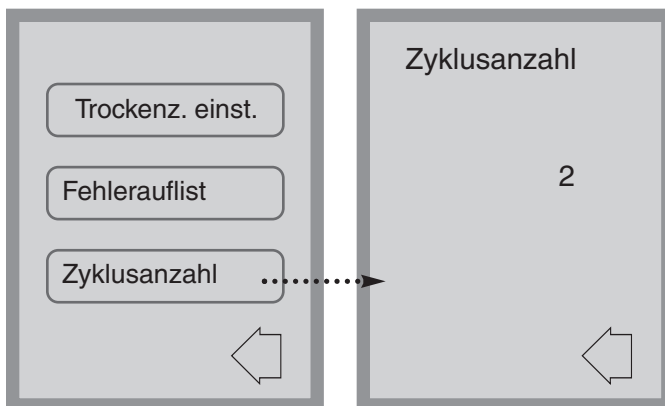 Trockenz. einst.
Fehlerauflist
Zyklusanzahl
Zyklusanzahl
2